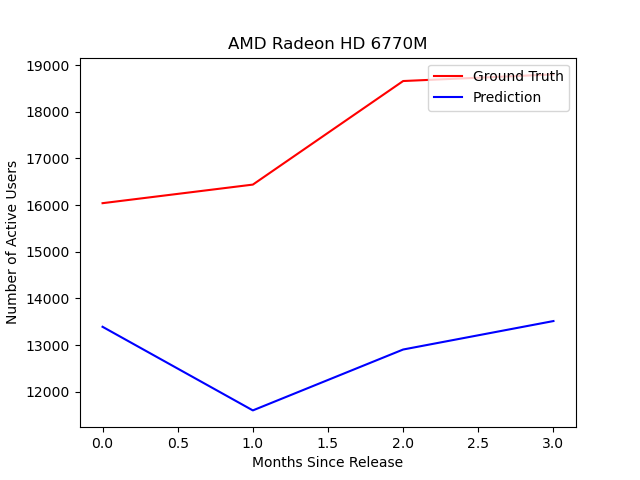 AMD Radeon HD 6770M
Number of Active Users
19000
18000
17000
16000
15000
14000
13000
12000
Ground Truth
Prediction
0.0 0.5 1.0 1.5 2.0 2.5 3.0
Months Since Release